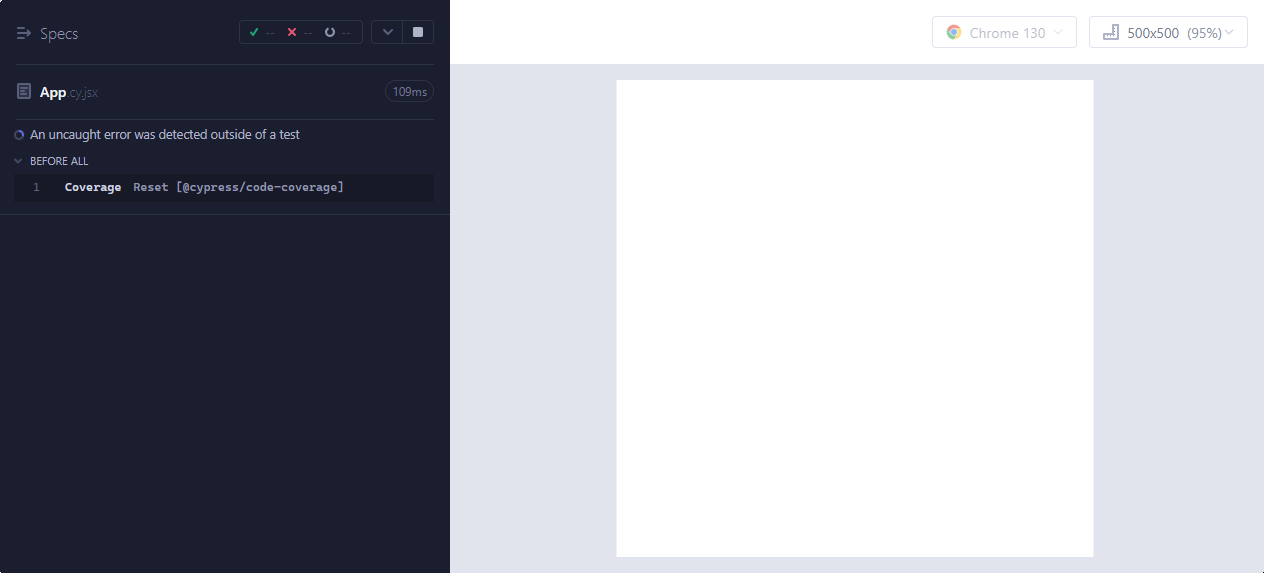 Specs -- -- --
Chrome 130 500x500 (95%)
App.cy.jsx 109ms
An uncaught error was detected outside of a test
BEFORE ALL
1 Coverage Reset [@cypress/code-coverage]